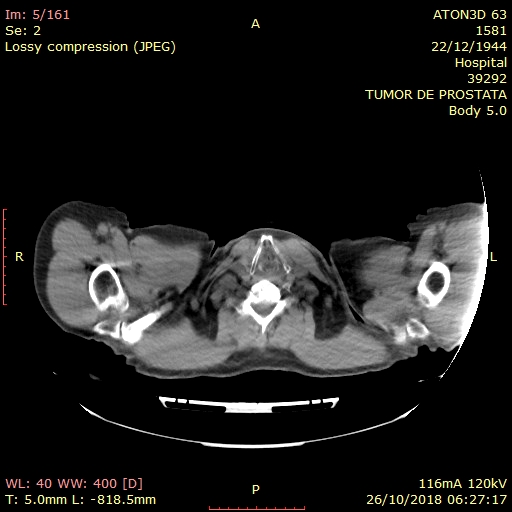 Im: 5/161
Se: 2
Lossy compression (JPEG)
A
ATON3D 63
1581
22/12/1944
Hospital
39292
TUMOR DE PROSTATA
Body 5.0
R
L
WL: 40 WW: 400 [D]
T: 5.0mm L: -818.5mm
P
116mA 120kV
26/10/2018 06:27:17